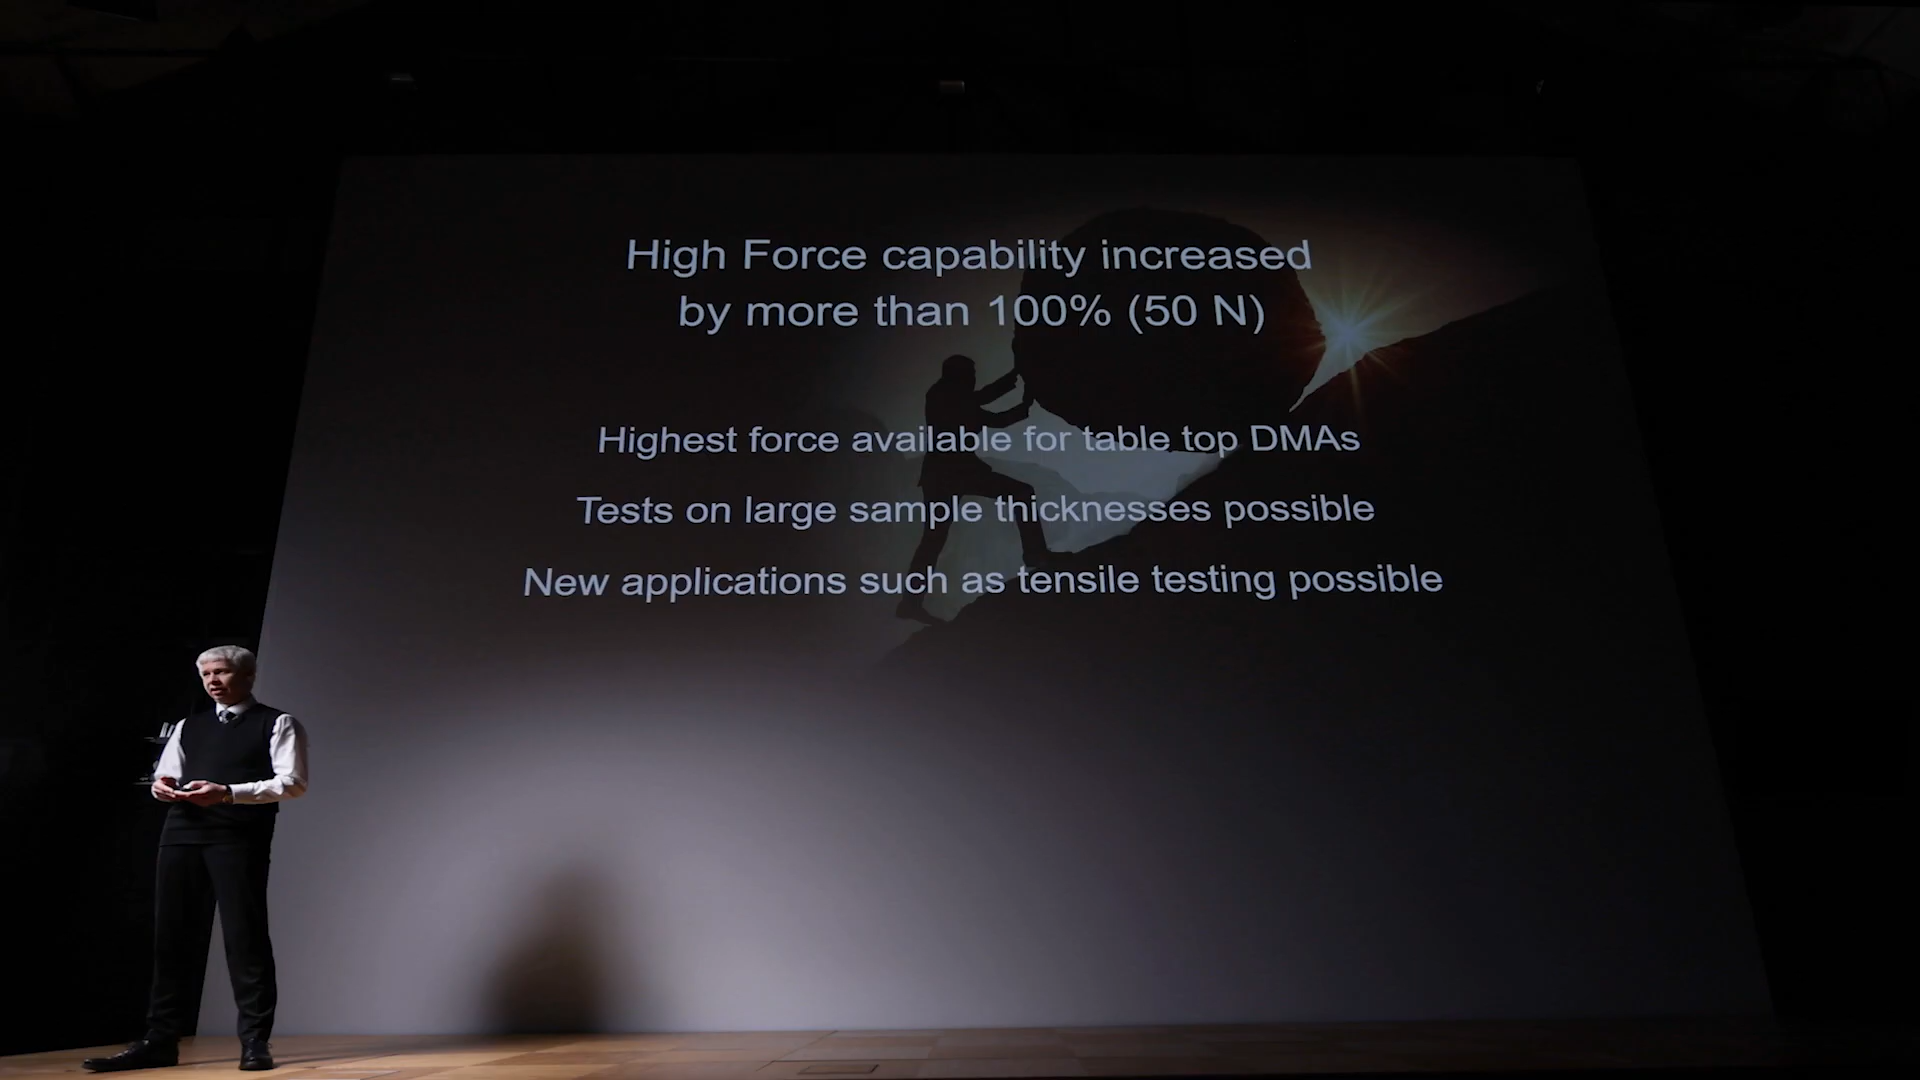 High Force capability increased
by more than 100% (50 N)
Highest force available for table top DMAs
Tests on large sample thicknesses possible
New applications such as tensile testing possible